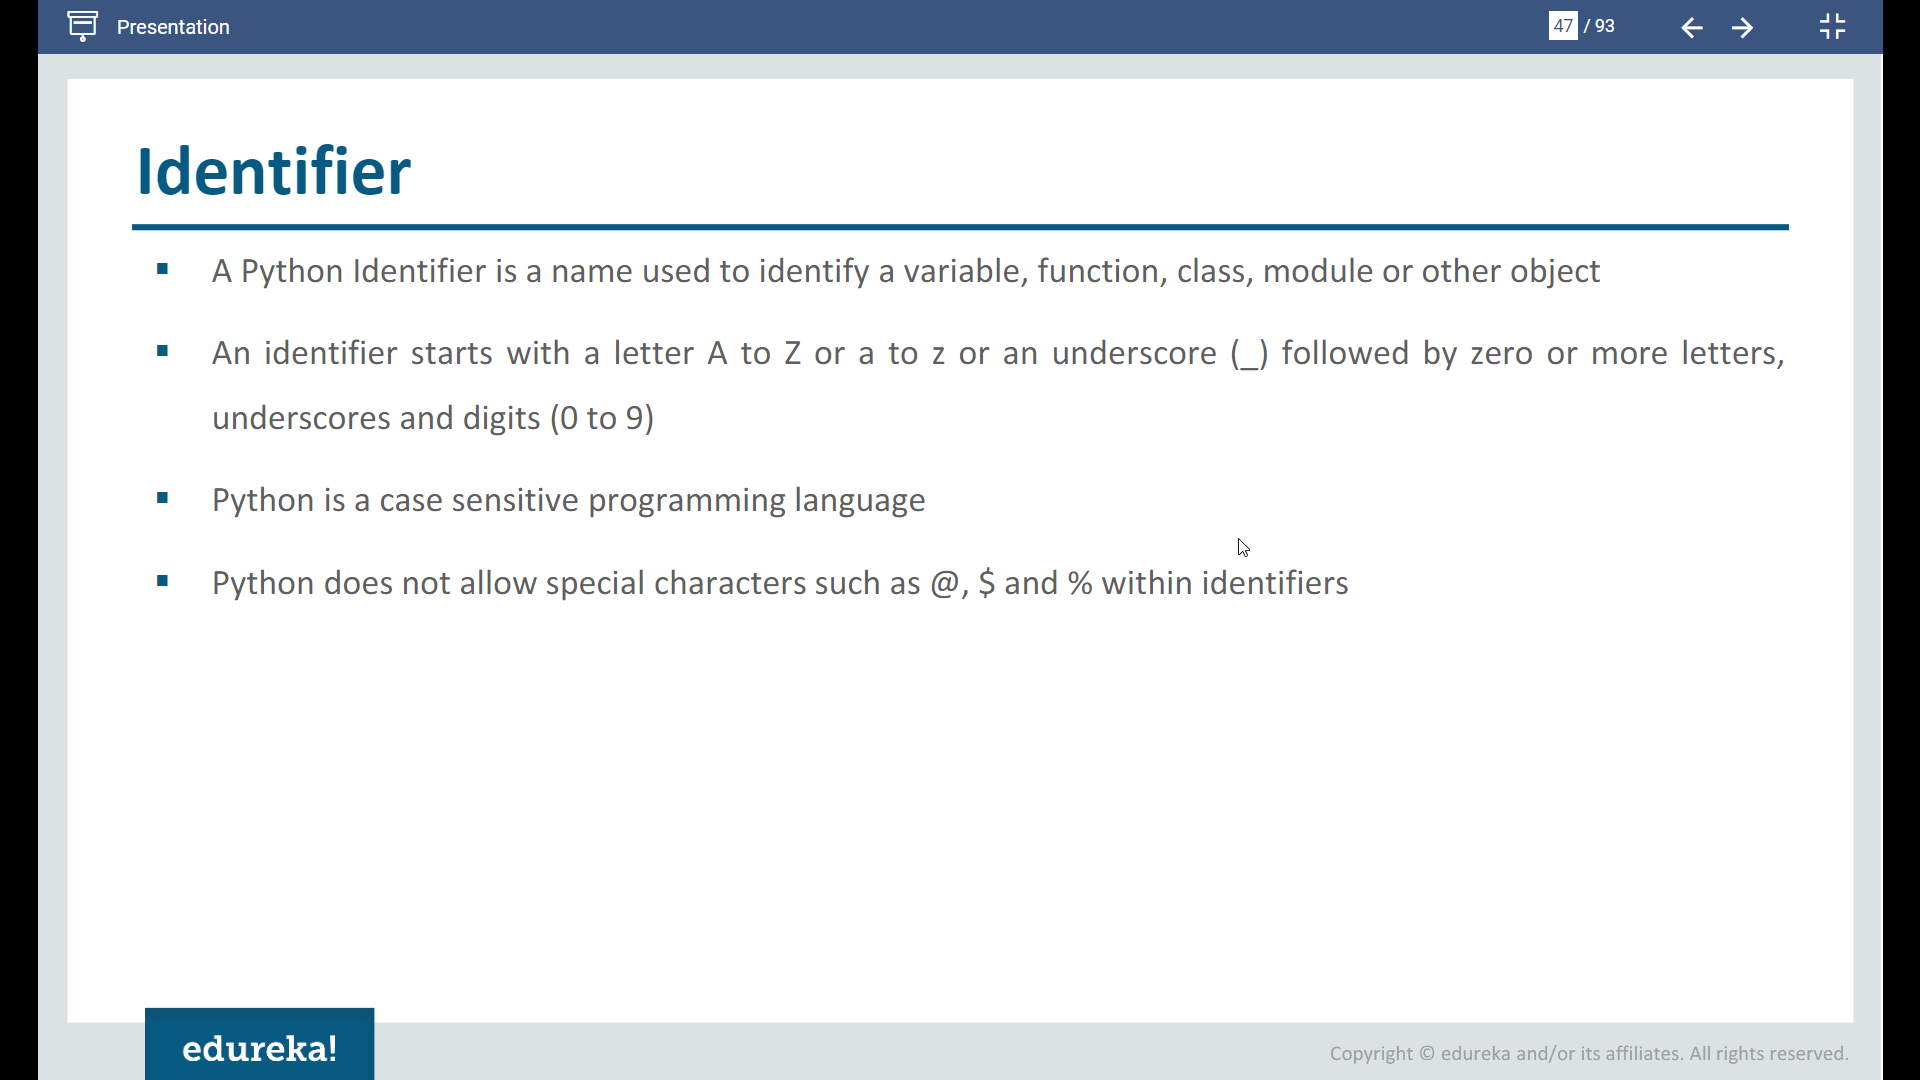 Presentation
47 / 93
Identifier
A Python Identifier is a name used to identify a variable, function, class, module or other object
An identifier starts with a letter A to Z or a to z or an underscore (_) followed by zero or more letters,
underscores and digits (0 to 9)
Python is a case sensitive programming language
Python does not allow special characters such as @, $ and % within identifiers
edureka!
Copyright © edureka and/or its affiliates. All rights reserved.